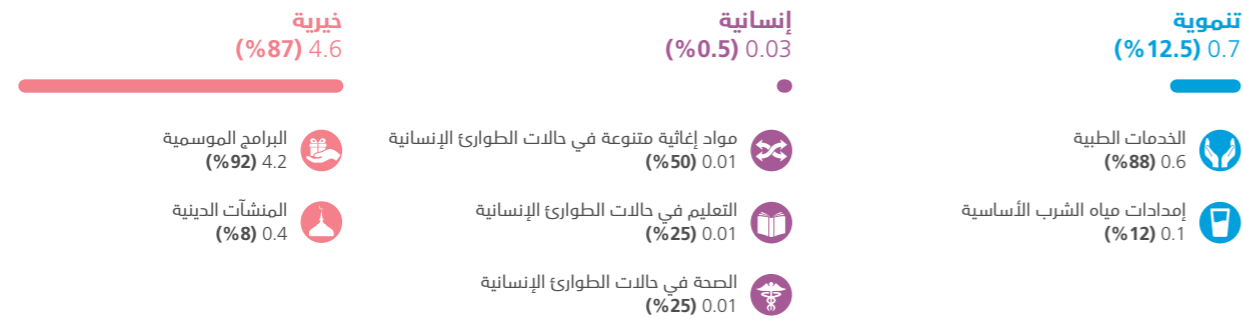 تنموية
0.7 (%12.5)
الخدمات الطبية
0.6 (%88)
إمدادات مياه الشرب الأساسية
0.1 (%12)
إنسانية
0.03 (%0.5)
مواد إغاثية متنوعة في حالات الطوارئ الإنسانية
0.01 (%50)
التعليم في حالات الطوارئ الإنسانية
0.01 (%25)
الصحة في حالات الطوارئ الإنسانية
0.01 (%25)
خيرية
4.6 (%87)
البرامج الموسمية
4.2 (%92)
المنشآت الدينية
0.4 (%8)